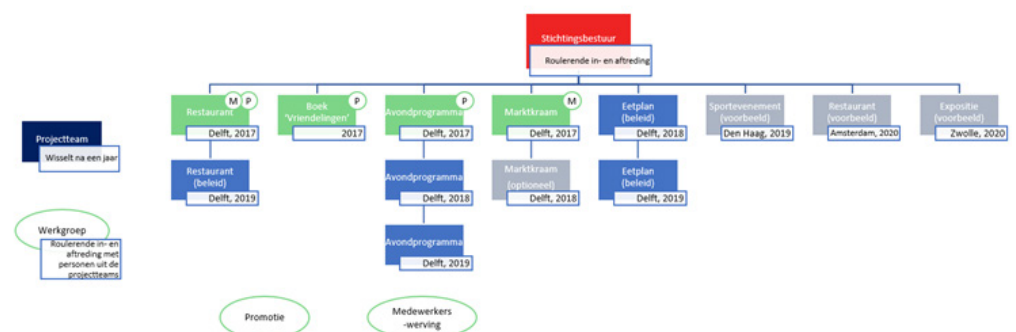 Stichtingsbestuur
Roulerende in- en aftreding
M P
Restaurant
Delft, 2017
P
Boek
'Vriendelingen'
2017
P
Avondprogramma
Delft, 2017
M
Marktkraam
Delft, 2017
Eetplan
(beleid)
Delft, 2018
Sportevenement
(voorbeeld)
Den Haag, 2019
Restaurant
(voorbeeld)
Amsterdam, 2020
Expositie
(voorbeeld)
Zwolle, 2020
Projectteam
Wisselt na een jaar
Restaurant
(beleid)
Delft, 2019
Avondprogramma
Delft, 2018
Marktkraam
(optioneel)
Delft, 2018
Eetplan
(beleid)
Delft, 2019
Werkgroep
Roulerende in- en
aftreding met
personen uit de
projectteams
Avondprogramma
Delft, 2019
Promotie
Medewerkers
-werving